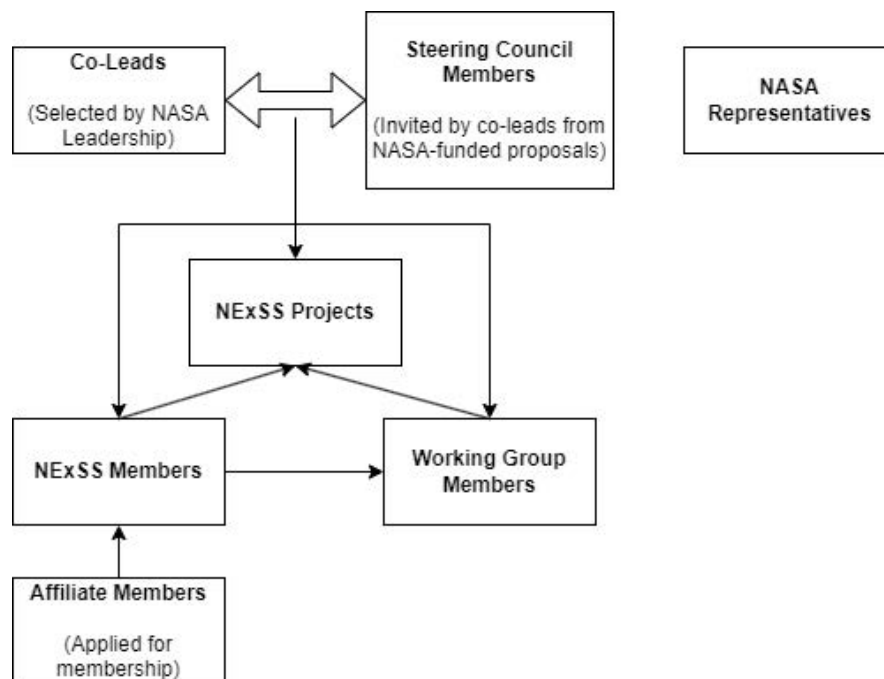 Co-Leads
(Selected by NASA
Leadership)
Steering Council
Members
(Invited by co-leads from
NASA-funded proposals)
NASA
Representatives
NExSS Projects
NExSS Members
Working Group
Members
Affiliate Members
(Applied for
membership)